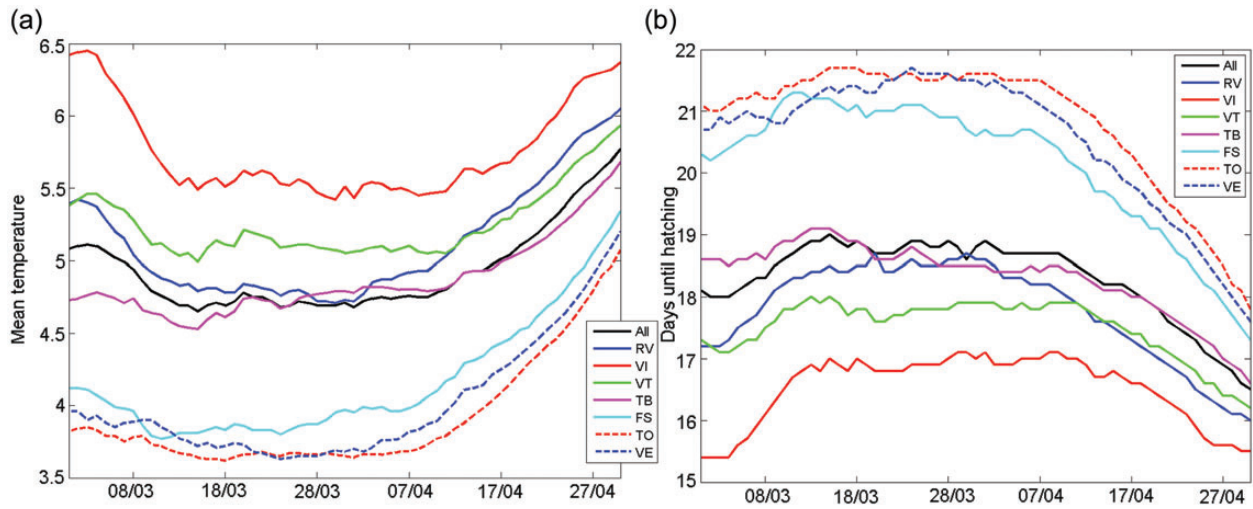 (a)
6.5
6
5.5
5
4.5
4
3.5
Mean temperature
08/03 18/03 28/03 07/04 17/04 27/04
All
RV
VI
VT
TB
FS
TO
VE
(b)
22
21
20
19
18
17
16
15
Days until hatching
08/03 18/03 28/03 07/04 17/04 27/04
All
RV
VI
VT
TB
FS
TO
VE